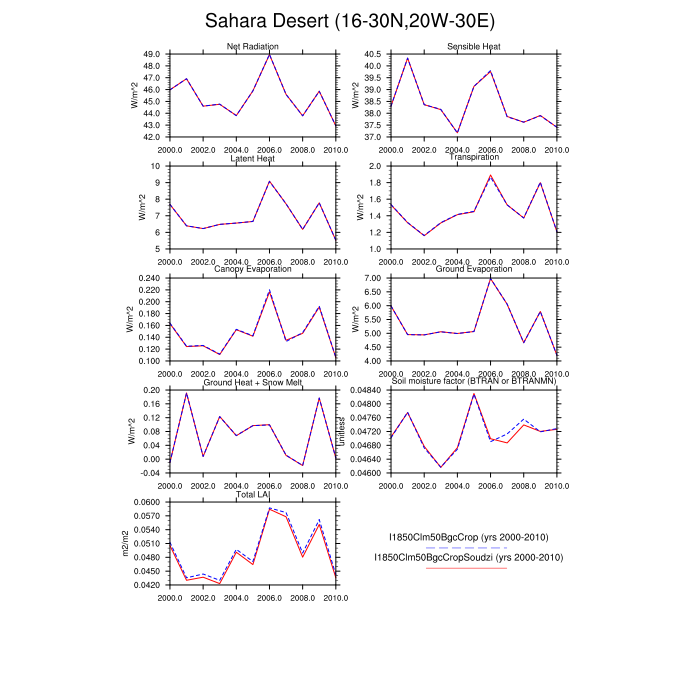 Sahara Desert (16-30N,20W-30E)
Net Radiation
W/m^2
49.0
48.0
47.0
46.0
45.0
44.0
43.0
42.0
2000.0 2002.0 2004.0 2006.0 2008.0 2010.0
Sensible Heat
W/m^2
40.5
40.0
39.5
39.0
38.5
38.0
37.5
37.0
2000.0 2002.0 2004.0 2006.0 2008.0 2010.0
Latent Heat
W/m^2
10
9
8
7
6
5
2000.0 2002.0 2004.0 2006.0 2008.0 2010.0
Transpiration
W/m^2
2.0
1.8
1.6
1.4
1.2
1.0
2000.0 2002.0 2004.0 2006.0 2008.0 2010.0
Canopy Evaporation
W/m^2
0.240
0.220
0.200
0.180
0.160
0.140
0.120
0.100
2000.0 2002.0 2004.0 2006.0 2008.0 2010.0
Ground Evaporation
W/m^2
7.00
6.00
5.00
4.00
2000.0 2002.0 2004.0 2006.0 2008.0 2010.0
Ground Heat + Snow Melt
W/m^2
0.20
0.16
0.12
0.08
0.04
0.00
-0.04
2000.0 2002.0 2004.0 2006.0 2008.0 2010.0
Soil moisture factor (BTRAN or BTRANMN)
unitless
0.04840
0.04760
0.04680
0.04600
2000.0 2002.0 2004.0 2006.0 2008.0 2010.0
Total LAI
m2/m2
0.0600
0.0570
0.0540
0.0510
0.0480
0.0450
0.0420
2000.0 2002.0 2004.0 2006.0 2008.0 2010.0
I1850Clm50BgcCrop (yrs 2000-2010)
I1850Clm50BgcCropSoudzi (yrs 2000-2010)